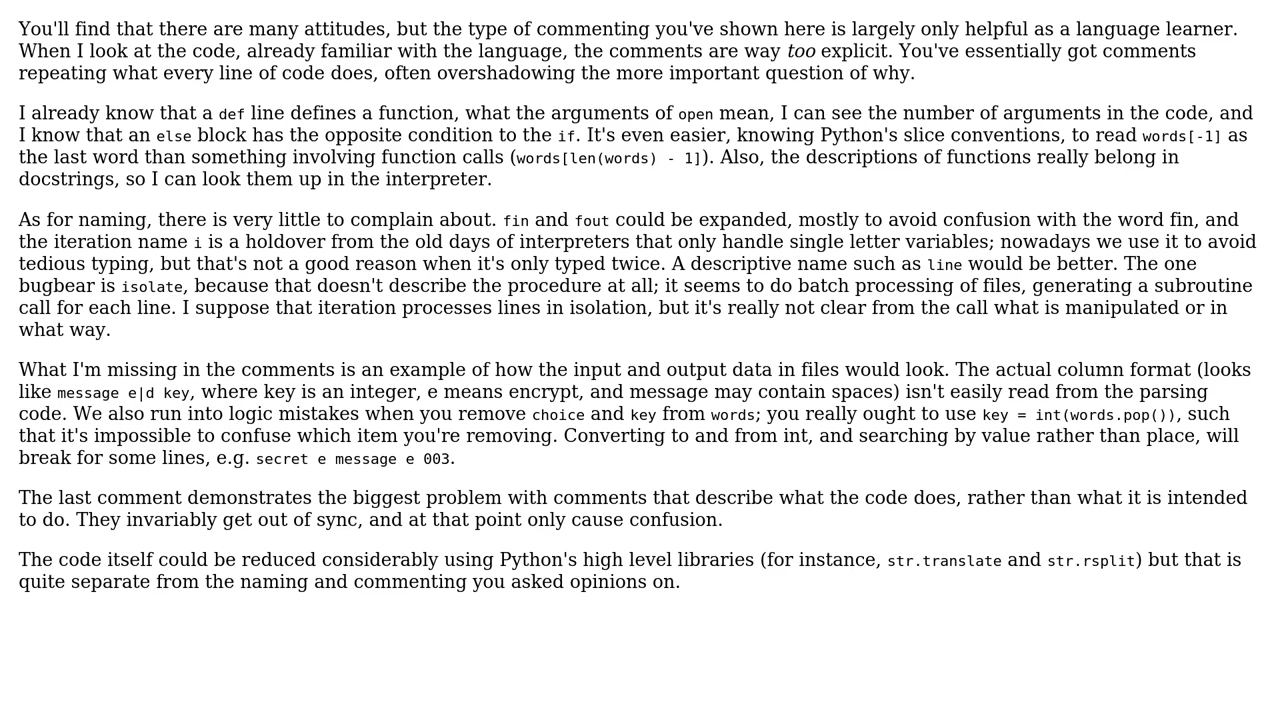 You'll find that there are many attitudes, but the type of commenting you've shown here is largely only helpful as a language learner.
When I look at the code, already familiar with the language, the comments are way too explicit. You've essentially got comments
repeating what every line of code does, often overshadowing the more important question of why.
I already know that a def line defines a function, what the arguments of open mean, I can see the number of arguments in the code, and
I know that an else block has the opposite condition to the if. It's even easier, knowing Python's slice conventions, to read words[-1] as
the last word than something involving function calls (words[len(words) - 1]). Also, the descriptions of functions really belong in
docstrings, so I can look them up in the interpreter.
As for naming, there is very little to complain about. fin and fout could be expanded, mostly to avoid confusion with the word fin, and
the iteration name i is a holdover from the old days of interpreters that only handle single letter variables; nowadays we use it to avoid
tedious typing, but that's not a good reason when it's only typed twice. A descriptive name such as line would be better. The one
bugbear is isolate, because that doesn't describe the procedure at all; it seems to do batch processing of files, generating a subroutine
call for each line. I suppose that iteration processes lines in isolation, but it's really not clear from the call what is manipulated or in
what way.
What I'm missing in the comments is an example of how the input and output data in files would look. The actual column format (looks
like message e|d key, where key is an integer, e means encrypt, and message may contain spaces) isn't easily read from the parsing
code. We also run into logic mistakes when you remove choice and key from words; you really ought to use key = int(words.pop()), such
that it's impossible to confuse which item you're removing. Converting to and from int, and searching by value rather than place, will
break for some lines, e.g. secret e message e 003.
The last comment demonstrates the biggest problem with comments that describe what the code does, rather than what it is intended
to do. They invariably get out of sync, and at that point only cause confusion.
The code itself could be reduced considerably using Python's high level libraries (for instance, str.translate and str.rsplit) but that is
quite separate from the naming and commenting you asked opinions on.